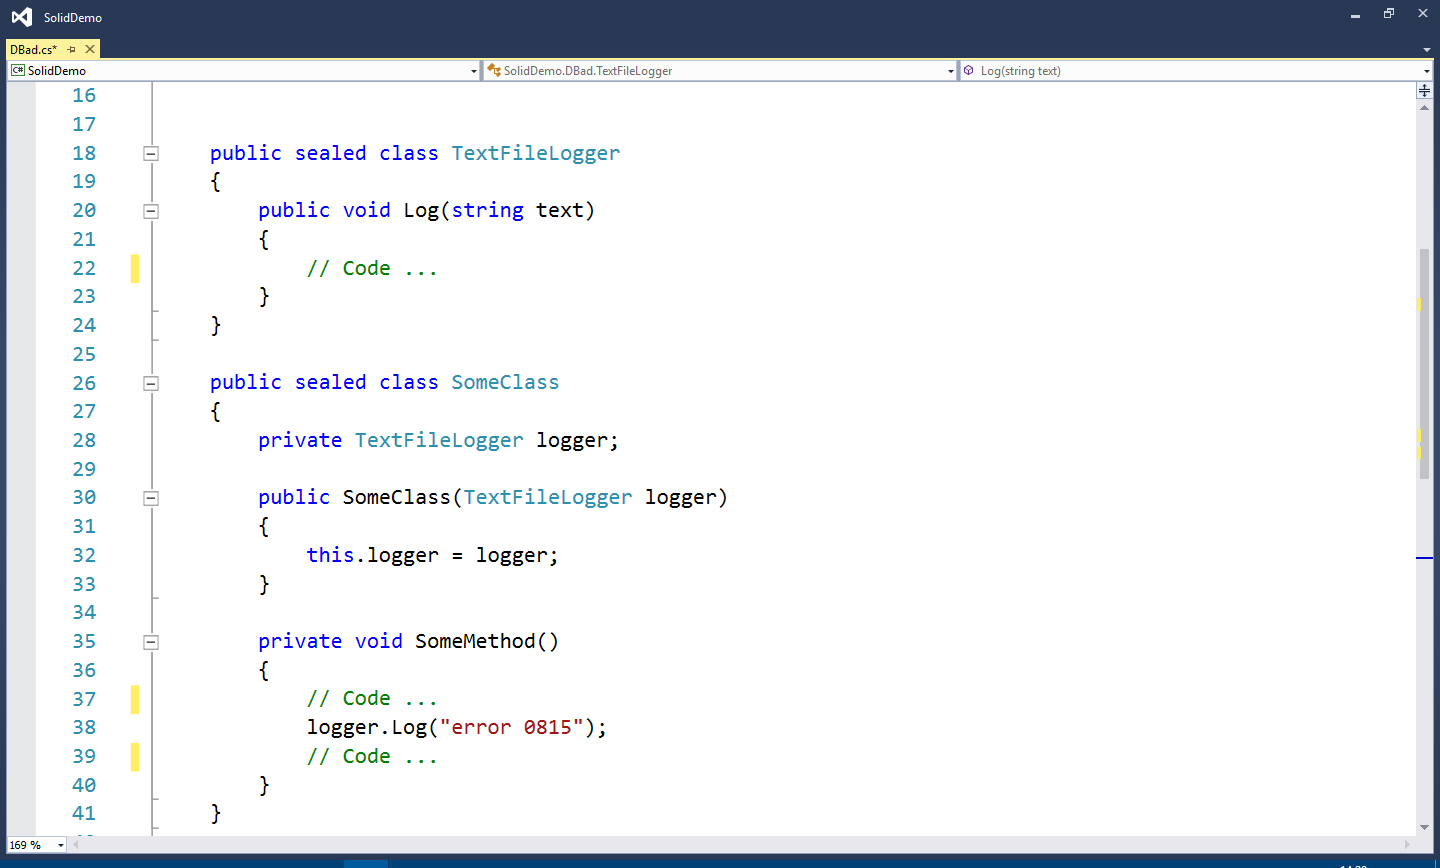 SolidDemo
DBad.cs*
C# SolidDemo
SolidDemo.DBad.TextFileLogger
Log(string text)
16
17
18 public sealed class TextFileLogger
19 {
20 public void Log(string text)
21 {
22 // Code ...
23 }
24 }
25
26 public sealed class SomeClass
27 {
28 private TextFileLogger logger;
29
30 public SomeClass(TextFileLogger logger)
31 {
32 this.logger = logger;
33 }
34
35 private void SomeMethod()
36 {
37 // Code ...
38 logger.Log("error 0815");
39 // Code ...
40 }
41 }
169 %